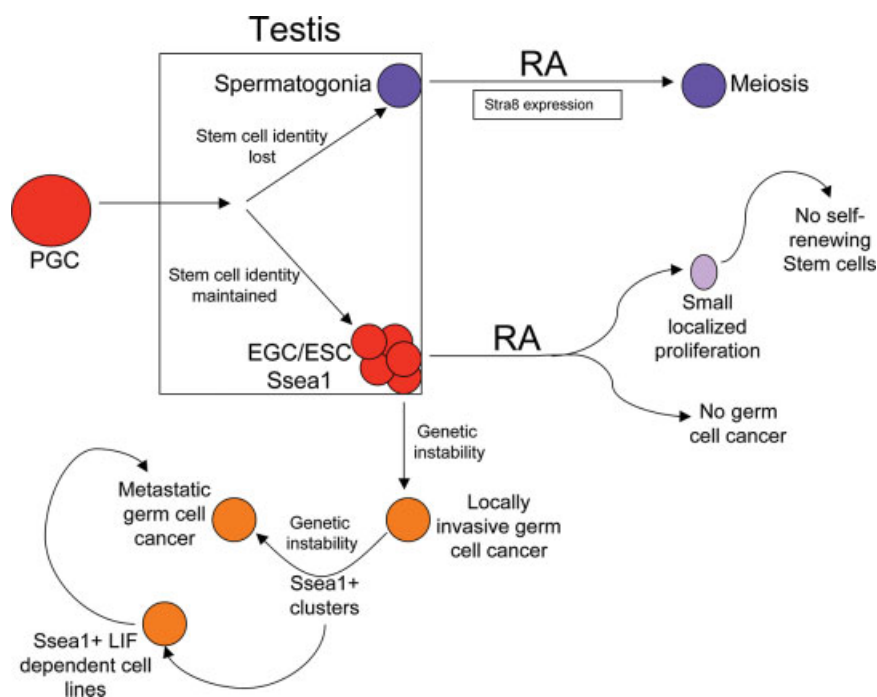 Testis
Spermatogonia
RA
Stra8 expression
Meiosis
Stem cell identity
lost
PGC
Stem cell identity
maintained
EGC/ESC
Ssea1
RA
No self-
renewing
Stem cells
Small
localized
proliferation
No germ
cell cancer
Genetic
instability
Locally
invasive germ
cell cancer
Genetic
instability
Metastatic
germ cell
cancer
Ssea1+
clusters
Ssea1+ LIF
dependent cell
lines